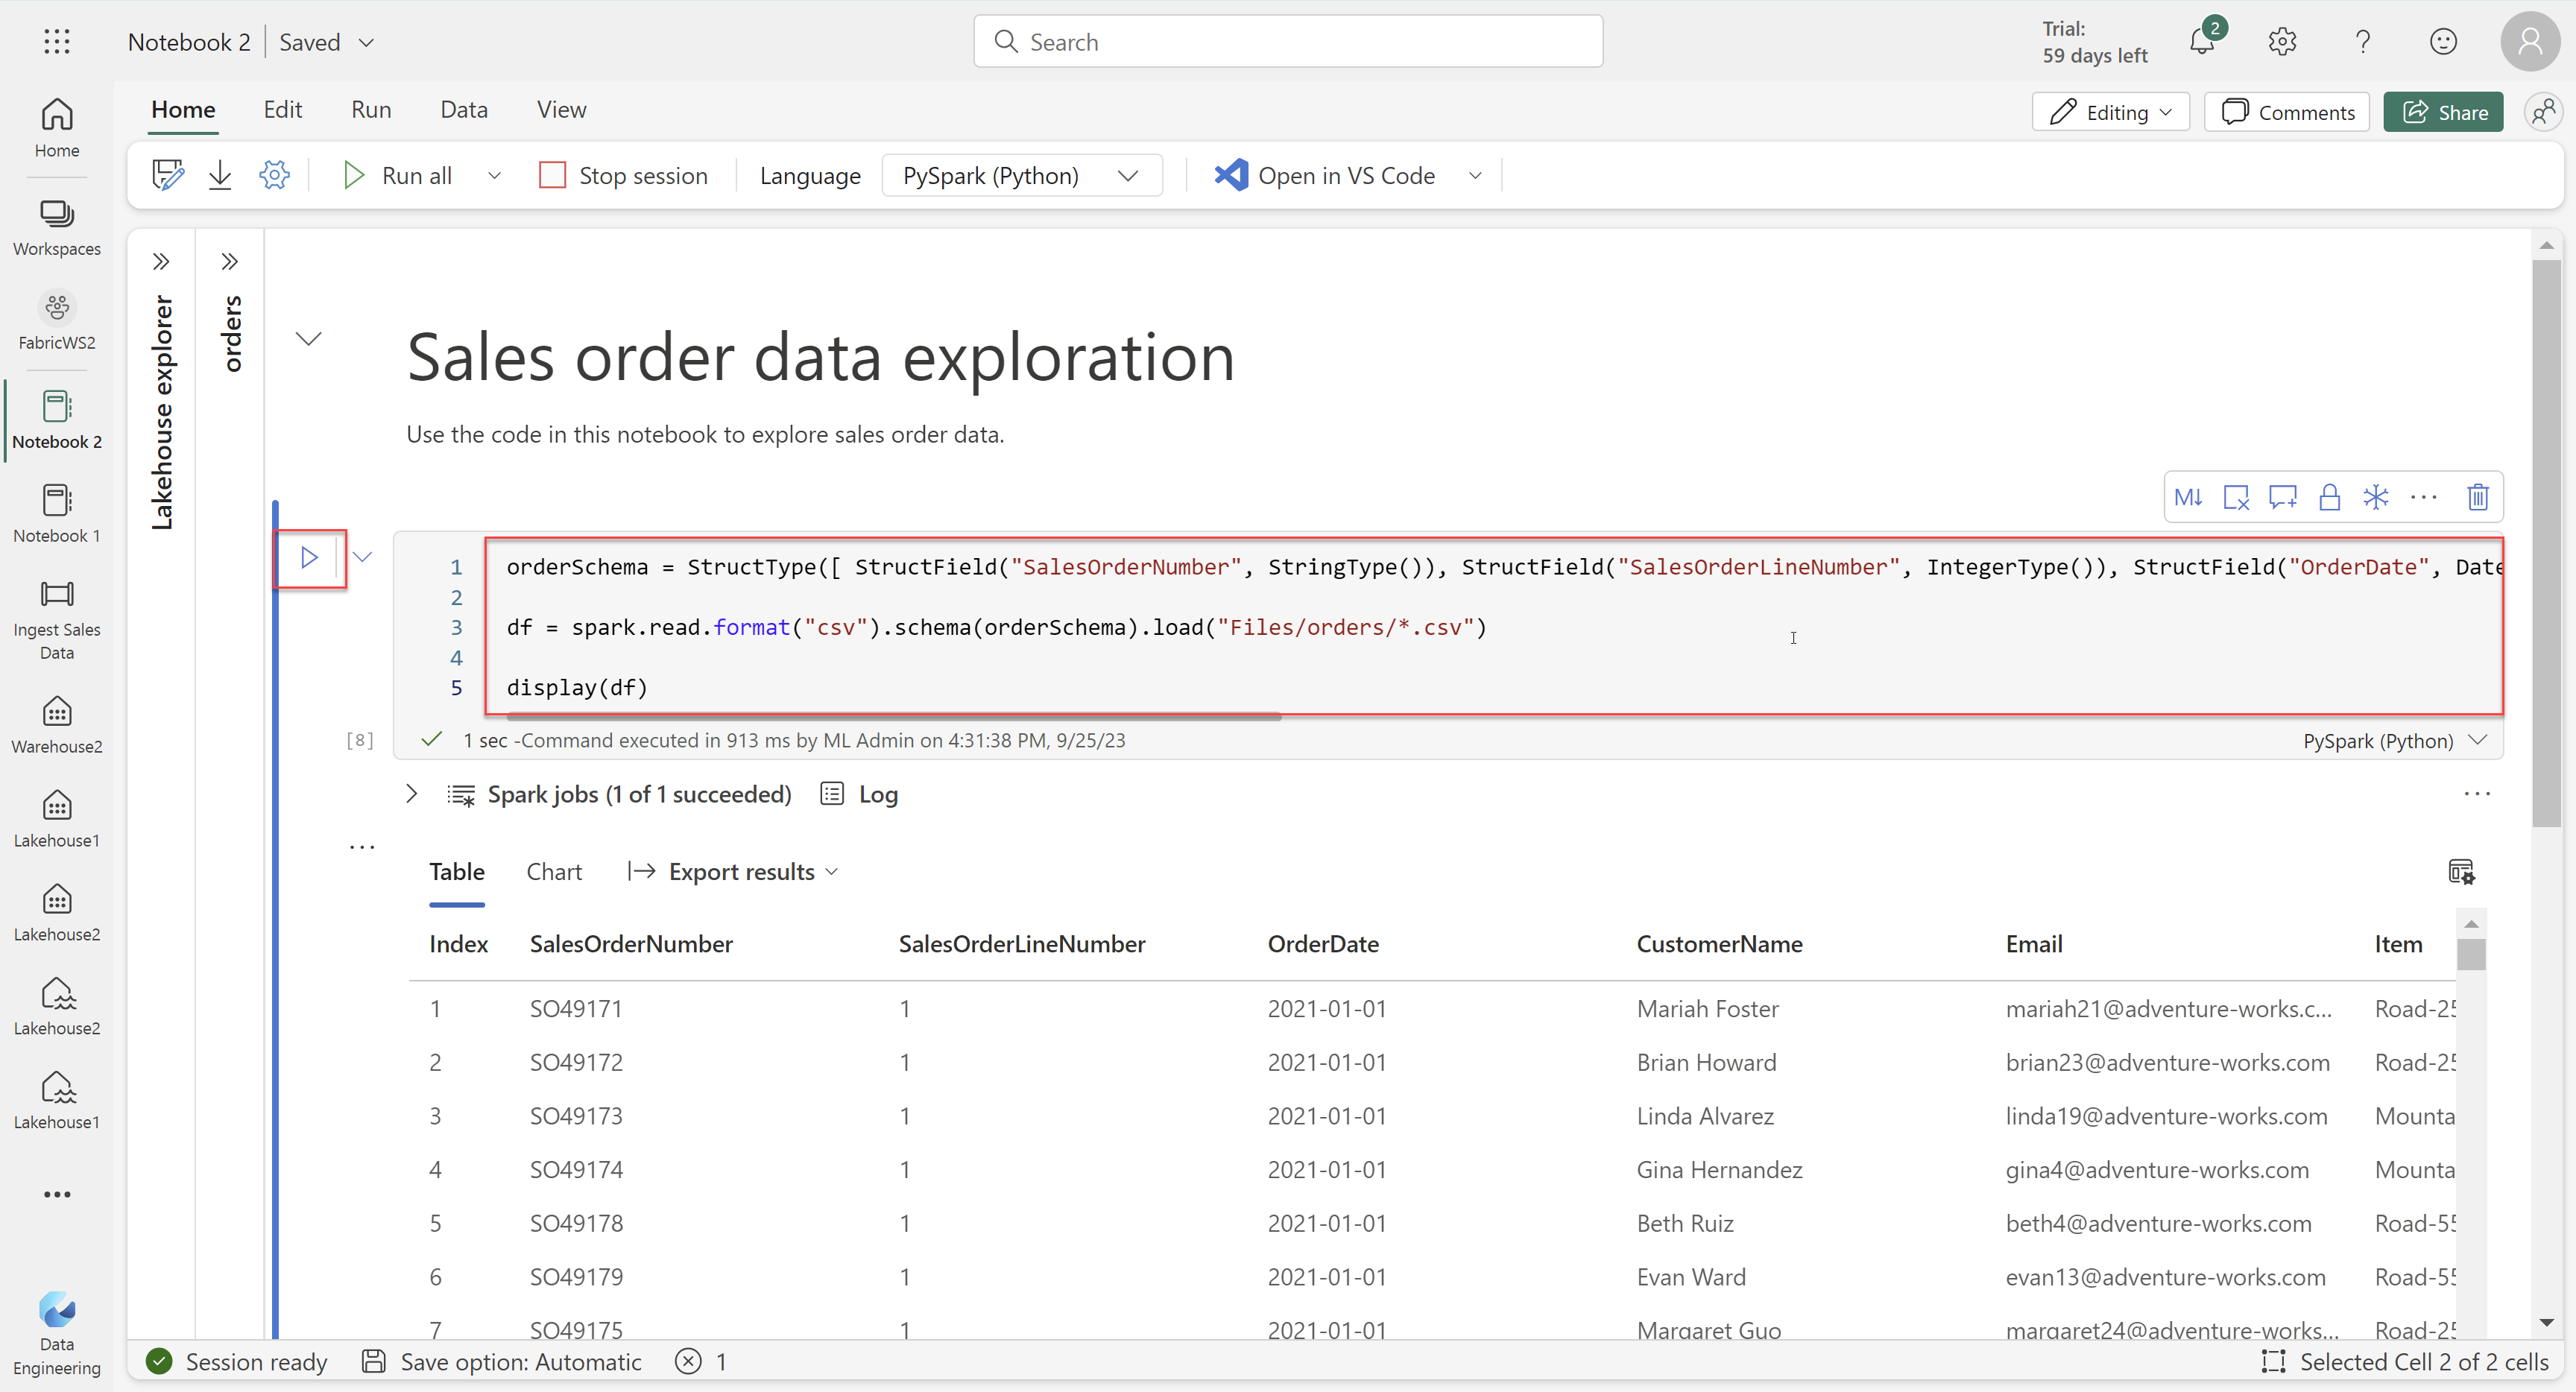 Notebook 2 | Saved
Search
Trial:
59 days left
2
Home
Edit
Run
Data
View
Editing
Comments
Share
Run all
Stop session
Language
PySpark (Python)
Open in VS Code
Home
Workspaces
FabricWS2
Notebook 2
Notebook 1
Ingest Sales
Data
Warehouse2
Lakehouse1
Lakehouse2
Lakehouse2
Lakehouse1
Data
Engineering
Lakehouse explorer
orders
Sales order data exploration
Use the code in this notebook to explore sales order data.
M↓
1 orderSchema = StructType([ StructField("SalesOrderNumber", StringType()), StructField("SalesOrderLineNumber", IntegerType()), StructField("OrderDate", Date
2
3 df = spark.read.format("csv").schema(orderSchema).load("Files/orders/*.csv")
4
5 display(df)
[8] 1 sec -Command executed in 913 ms by ML Admin on 4:31:38 PM, 9/25/23 PySpark (Python)
Spark jobs (1 of 1 succeeded) Log
Table Chart Export results
Index SalesOrderNumber SalesOrderLineNumber OrderDate CustomerName Email Item
1 SO49171 1 2021-01-01 Mariah Foster mariah21@adventure-works.c... Road-25
2 SO49172 1 2021-01-01 Brian Howard brian23@adventure-works.com Road-25
3 SO49173 1 2021-01-01 Linda Alvarez linda19@adventure-works.com Mounta
4 SO49174 1 2021-01-01 Gina Hernandez gina4@adventure-works.com Mounta
5 SO49178 1 2021-01-01 Beth Ruiz beth4@adventure-works.com Road-55
6 SO49179 1 2021-01-01 Evan Ward evan13@adventure-works.com Road-55
7 SO49175 1 2021-01-01 Margaret Guo margaret24@adventure-works... Road-25
Session ready Save option: Automatic 1 Selected Cell 2 of 2 cells